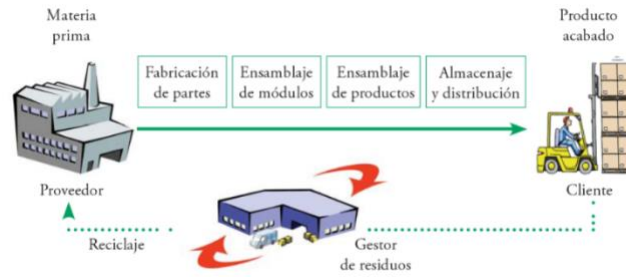 Materia
prima
Producto
acabado
Fabricación
de partes
Ensamblaje
de módulos
Ensamblaje
de productos
Almacenaje
y distribución
Proveedor
Cliente
Reciclaje
Gestor
de residuos